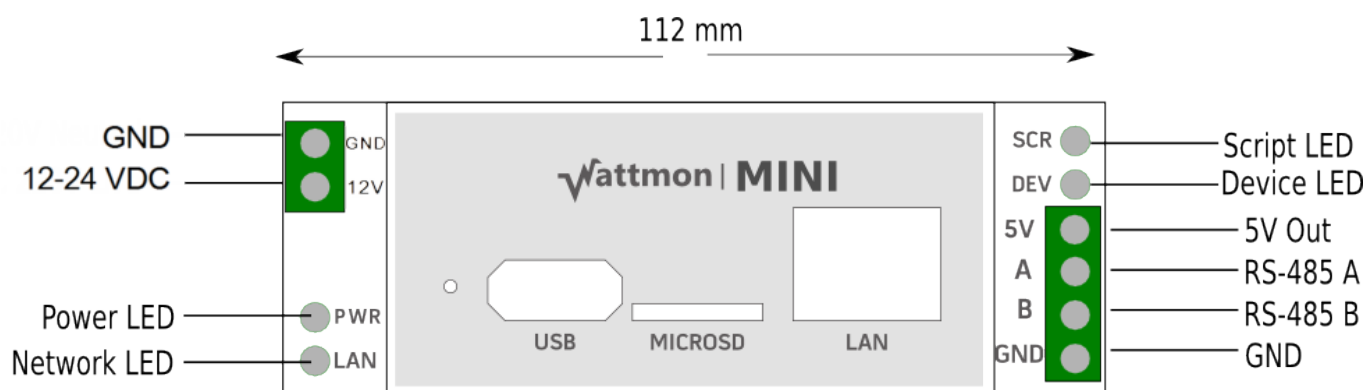 112 mm
GND
12-24 VDC
Power LED
Network LED
GND
12V
PWR
LAN
Wattmon | MINI
USB
MICROSD
LAN
SCR
DEV
5V
A
B
GND
Script LED
Device LED
5V Out
RS-485 A
RS-485 B
GND